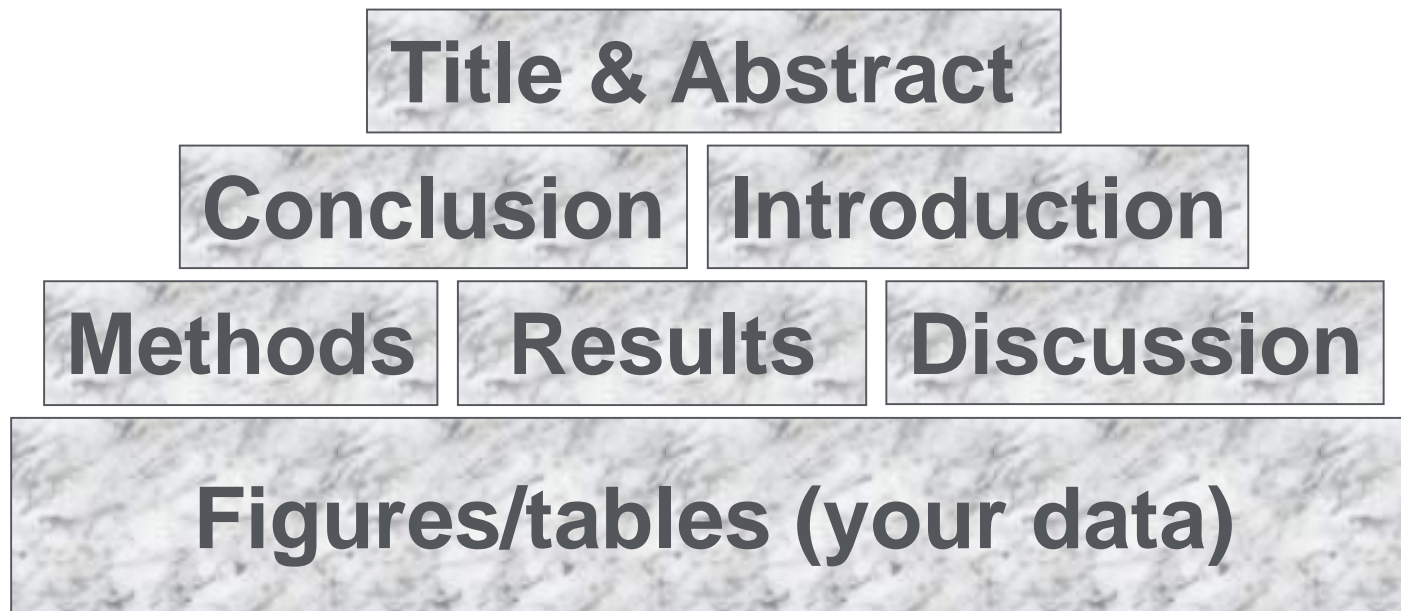 Title & Abstract
Conclusion Introduction
Methods Results Discussion
Figures/tables (your data)